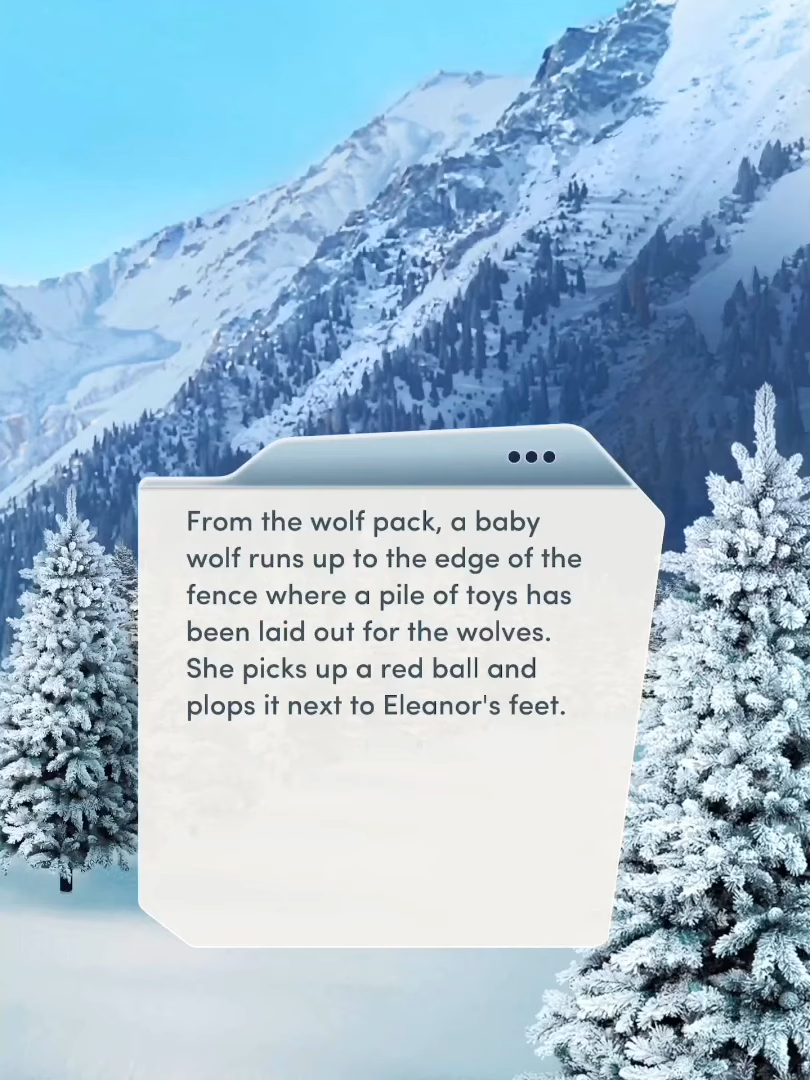 From the wolf pack, a baby
wolf runs up to the edge of the
fence where a pile of toys has
been laid out for the wolves.
She picks up a red ball and
plops it next to Eleanor's feet.